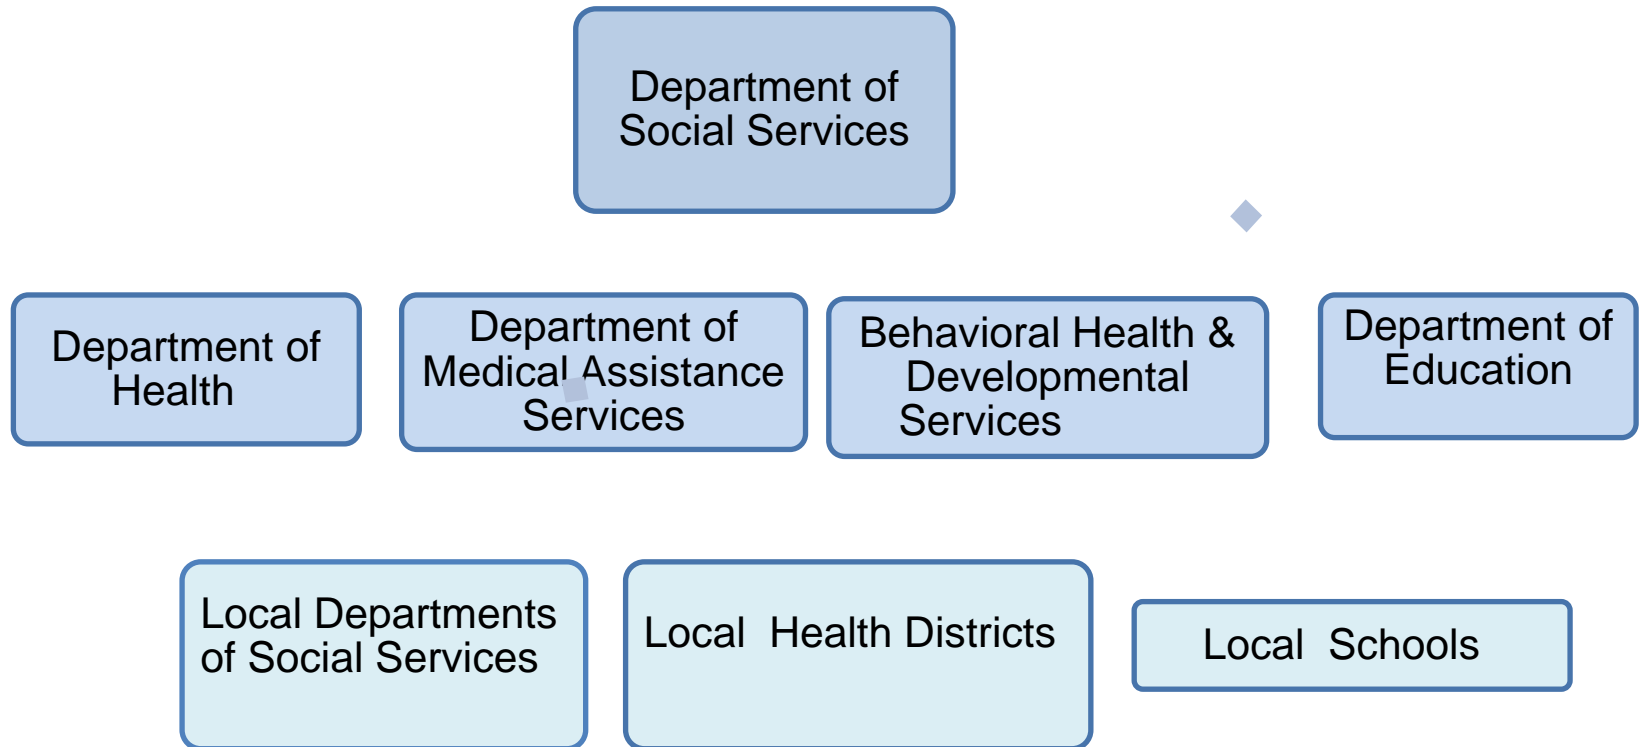 Department of
Social Services
Department of
Health
Department of
Medical Assistance
Services
Behavioral Health &
Developmental
Services
Department of
Education
Local Departments
of Social Services
Local Health Districts
Local Schools